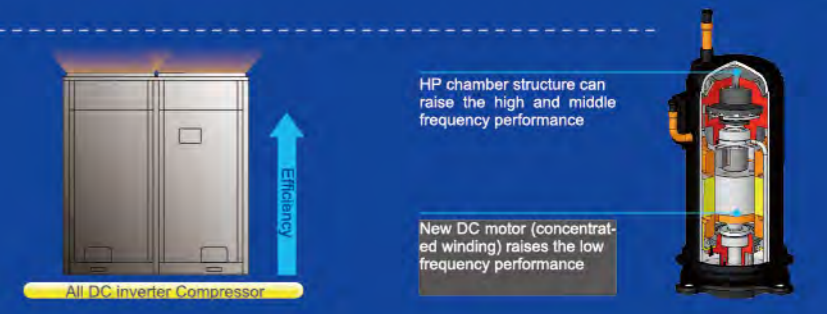 HP chamber structure can
raise the high and middle
frequency performance
Efficiency
New DC motor (concentrat-
ed winding) raises the low
frequency performance
All DC inverter Compressor